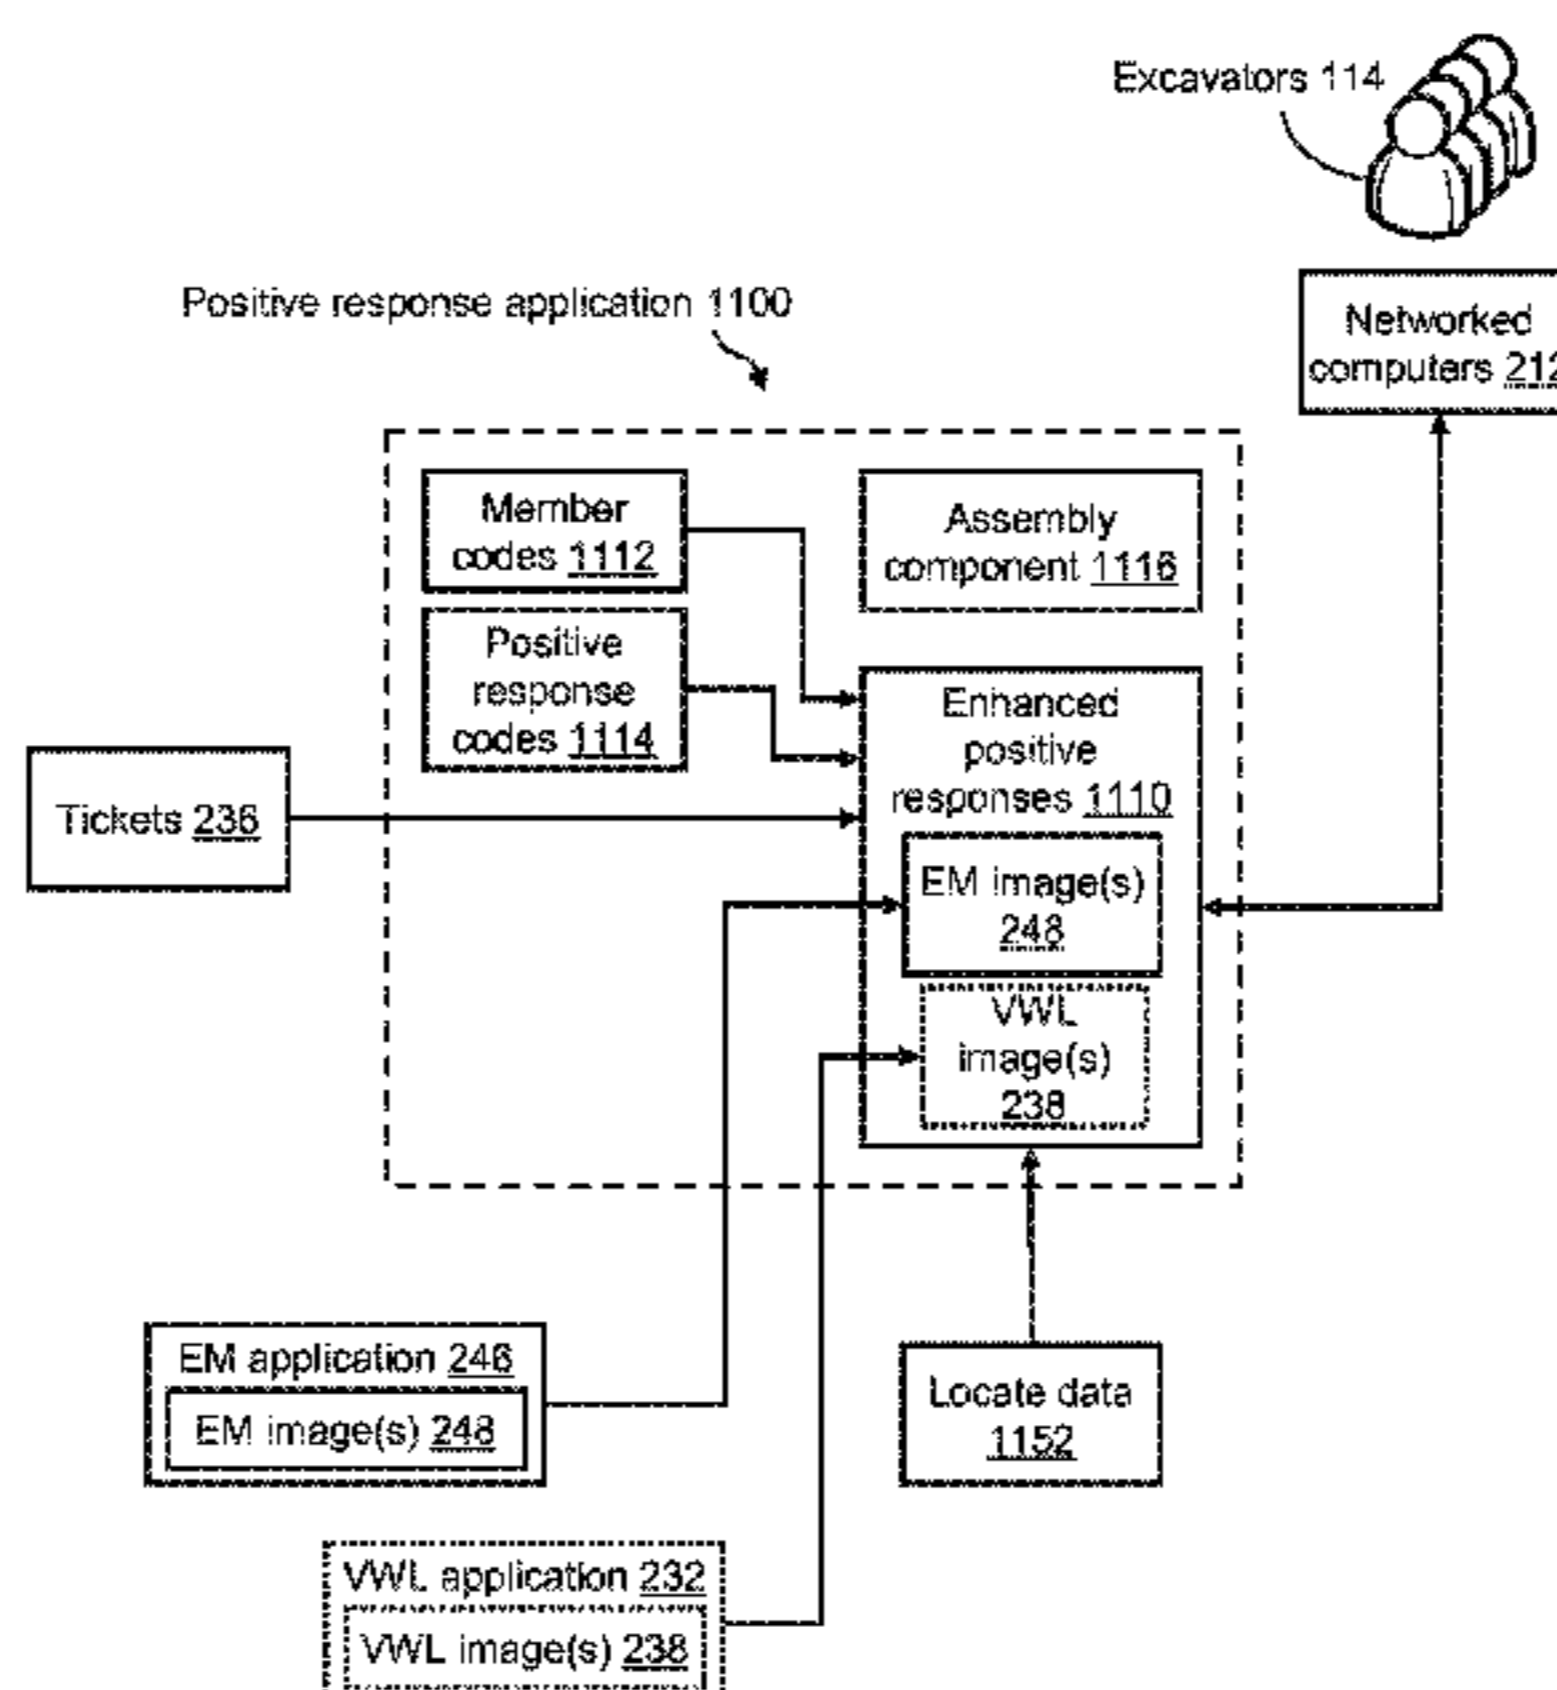 Excavators 114
Positive response application 1100
Networked
computers 212
Member
codes 1112
Assembly
component 1116
Positive
response
codes 1114
Enhanced
positive
responses 1110
Tickets 236
EM image(s)
248
VWL
image(s)
238
EM application 246
EM image(s) 248
Locate data
1152
VWL application 232
VWL image(s) 238